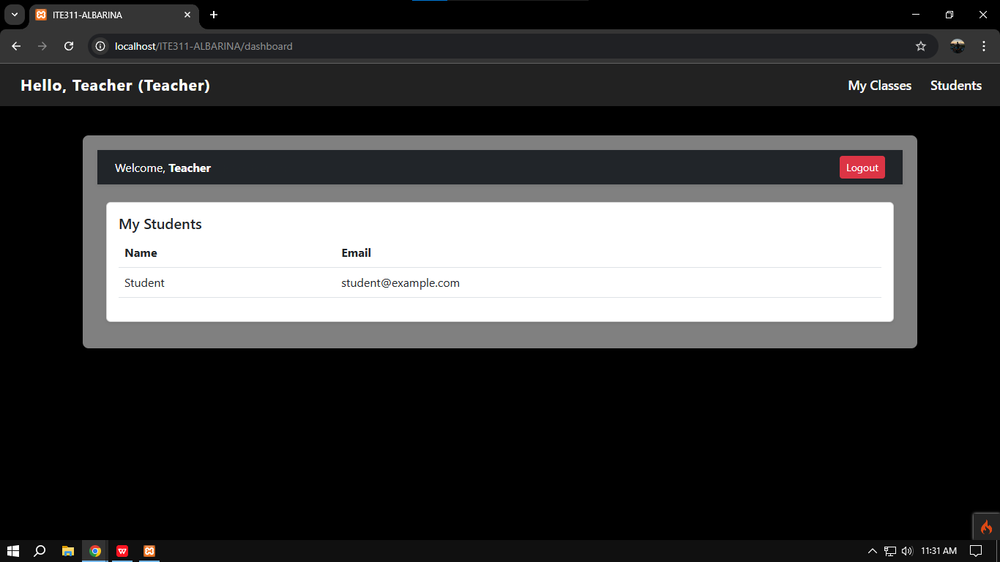 ITE311-ALBARINA
localhost/ITE311-ALBARINA/dashboard
Hello, Teacher (Teacher)
My Classes
Students
Welcome, Teacher
Logout
My Students
Name
Email
Student
student@example.com
11:31 AM